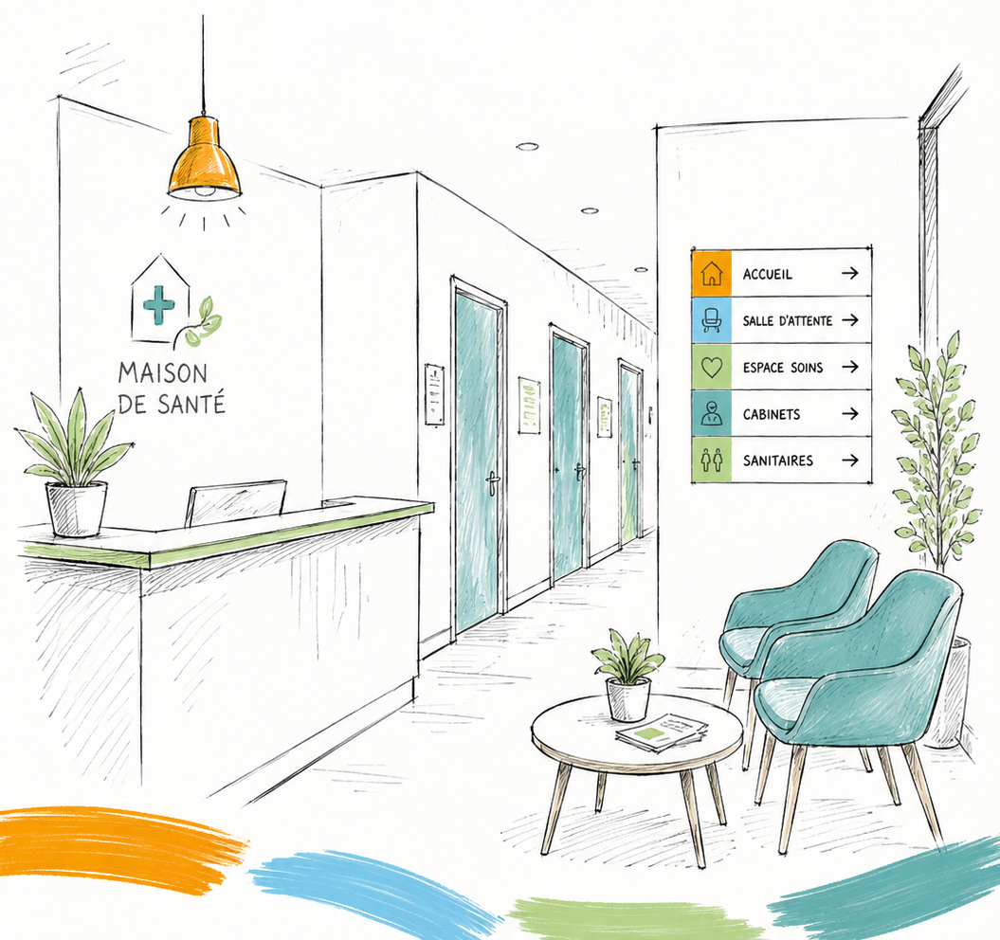 MAISON
DE SANTÉ
ACCUEIL
SALLE D'ATTENTE
ESPACE SOINS
CABINETS
SANITAIRES